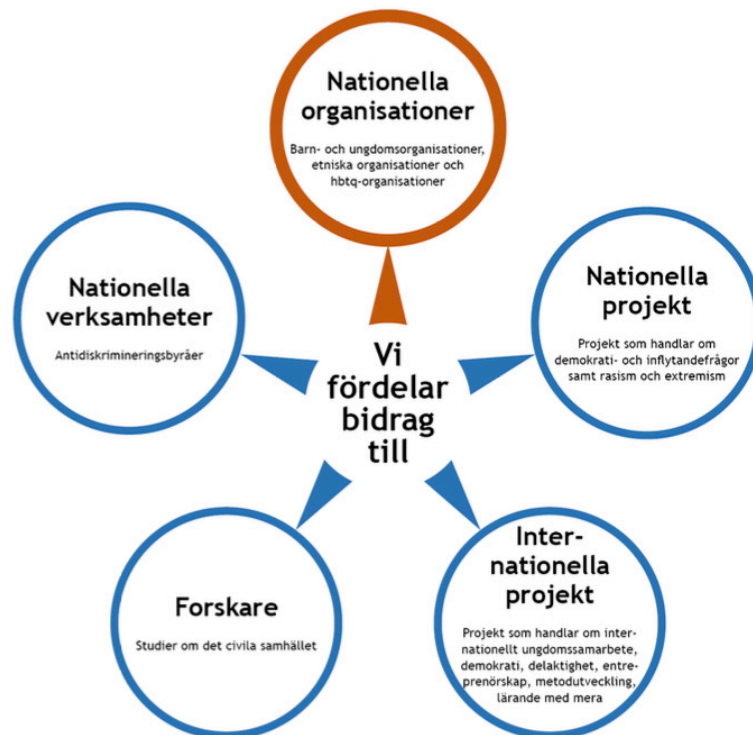 Nationella
organisationer
Barn- och ungdomsorganisationer,
etniska organisationer och
hbtq-organisationer
Nationella
verksamheter
Antidiskrimineringsbyråer
Nationella
projekt
Projekt som handlar om
demokrati- och inflytandefrågor
samt rasism och extremism
Vi
fördelar
bidrag
till
Forskare
Studier om det civila samhället
Inter-
nationella
projekt
Projekt som handlar om inter-
nationellt ungdomssamarbete,
demokrati, delaktighet, entre-
prenörskap, metodutveckling,
lärande med mera